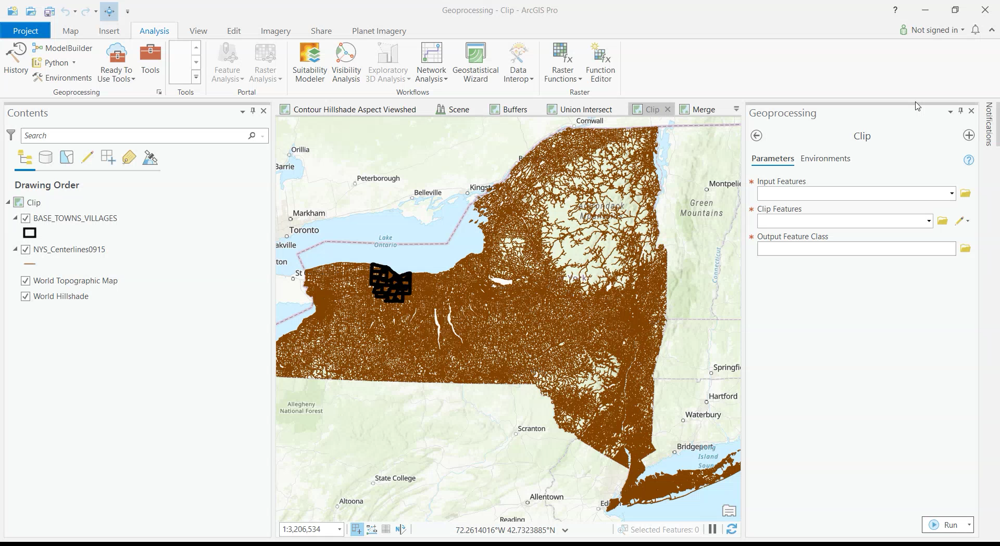 Geoprocessing - Clip - ArcGIS Pro
?
Project Map Insert Analysis View Edit Imagery Share Planet Imagery
Not signed in
History
ModelBuilder
Python
Environments
Ready To
Use Tools
Tools
Feature
Analysis
Raster
Analysis
Suitability
Modeler
Visibility
Analysis
Exploratory
3D Analysis
Network
Analysis
Geostatistical
Wizard
Data
Interop
Raster
Functions
Function
Editor
Geoprocessing Tools Portal Workflows Raster
Contents
Search
Drawing Order
Clip
BASE_TOWNS_VILLAGES
NYS_Centerlines0915
World Topographic Map
World Hillshade
Contour Hillshade Aspect Viewshed Scene Buffers Union Intersect Clip Merge
Cornwall
Orillia
Barrie
Peterborough
Belleville
Kingst
Montpelie
Green
Mountains
Adirondack
Mountains
Markham
Toronto
akville
Lake
Ontario
ton
St
York
Connecticut
Springfi
Hartford
Waterbury
Bridgeport
Long
Island
Soun
Allegheny
National Forest
Scranton
State College
Altoona
Allentown
Edi
Reading
1:3,206,534
72.2614016°W 42.7323885°N
Selected Features: 0
Geoprocessing
Clip
Parameters Environments
?
* Input Features
* Clip Features
* Output Feature Class
Run
Notifications